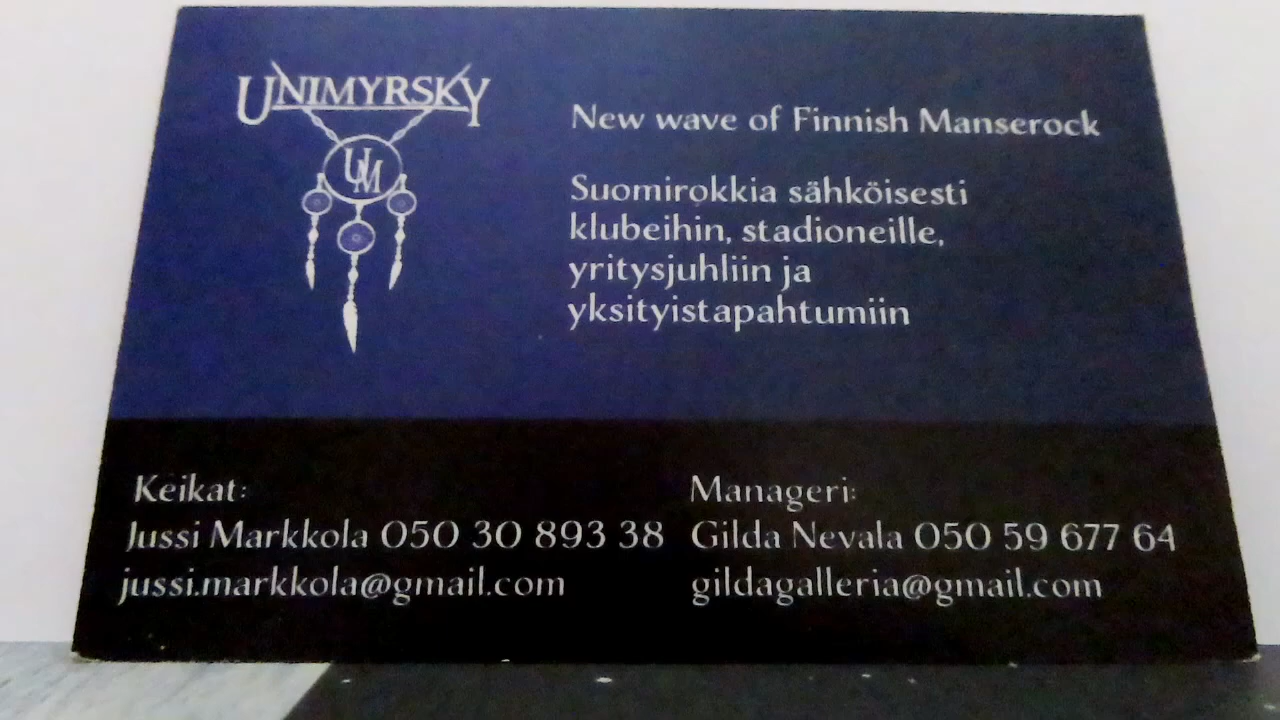 UNIMYRSKY
UM
New wave of Finnish Manserock
Suomirokkia sähköisesti
klubeihin, stadioneille,
yritysjuhliin ja
yksityistapahtumiin
Keikat:
Jussi Markkola 050 30 893 38
jussi.markkola@gmail.com
Manageri:
Gilda Nevala 050 59 677 64
gildagalleria@gmail.com